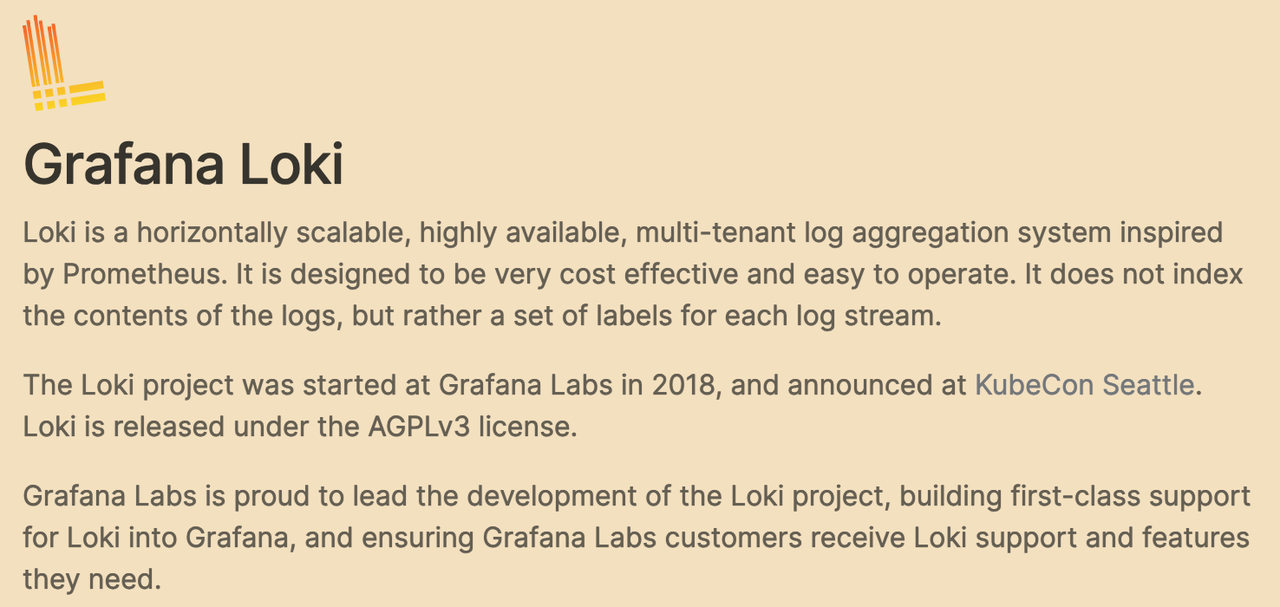 Grafana Loki
Loki is a horizontally scalable, highly available, multi-tenant log aggregation system inspired
by Prometheus. It is designed to be very cost effective and easy to operate. It does not index
the contents of the logs, but rather a set of labels for each log stream.
The Loki project was started at Grafana Labs in 2018, and announced at KubeCon Seattle.
Loki is released under the AGPLv3 license.
Grafana Labs is proud to lead the development of the Loki project, building first-class support
for Loki into Grafana, and ensuring Grafana Labs customers receive Loki support and features
they need.